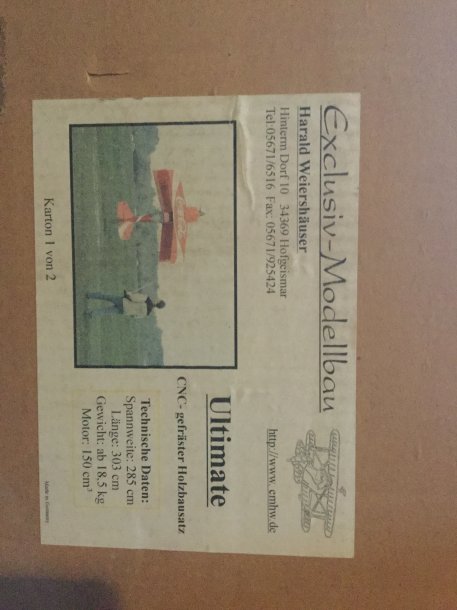 Exclusiv-Modellbau
Harald Weiershäuser
Hinterm Dorf 10 34369 Hofgeismar
Tel:05671/6516 Fax: 05671/925424
http://www.emhw.de
Ultimate
CNC- gefräster Holzbausatz
Technische Daten:
Spannweite: 285 cm
Länge: 303 cm
Gewicht: ab 18.5 kg
Motor: 150 cm³
Karton 1 von 2
Made in Germany